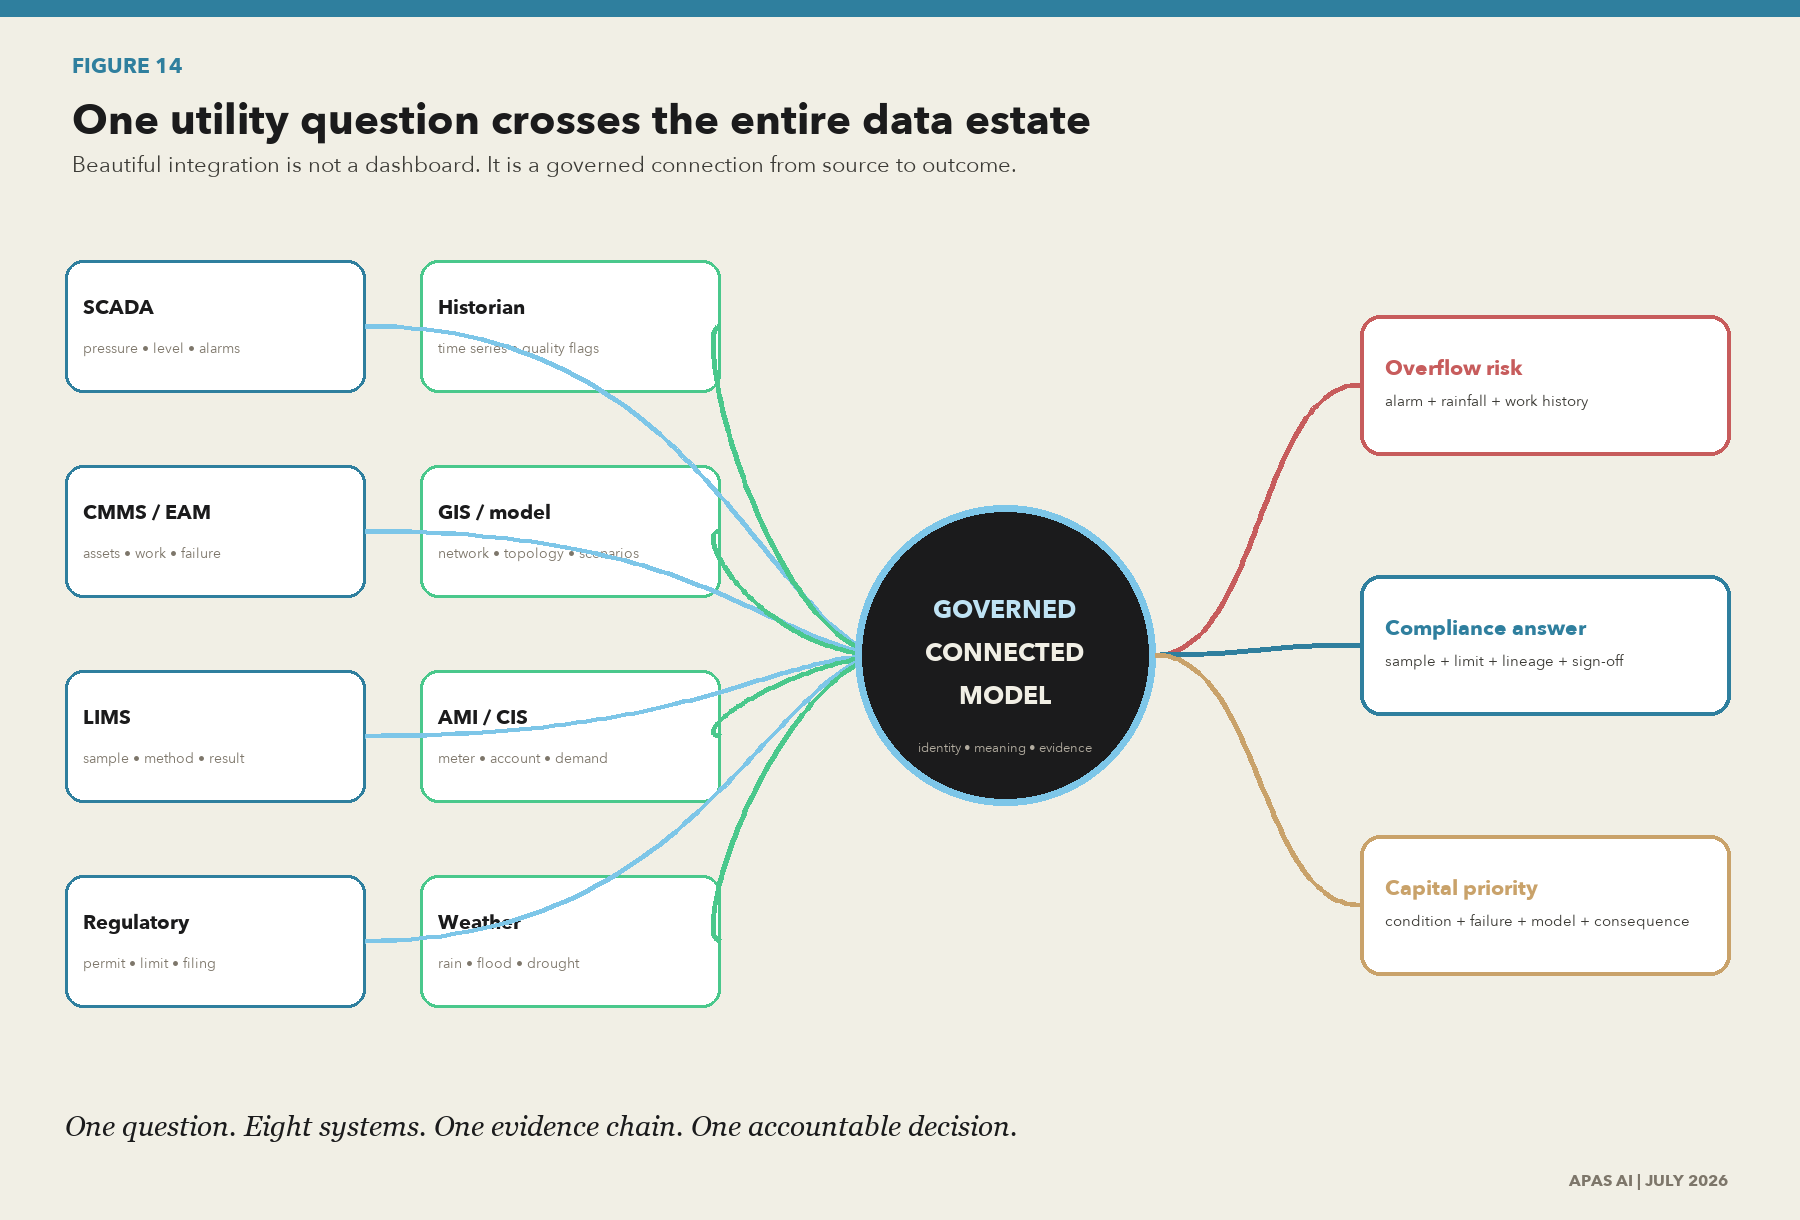 FIGURE 14
One utility question crosses the entire data estate
Beautiful integration is not a dashboard. It is a governed connection from source to outcome.
SCADA
pressure • level • alarms
Historian
time series • quality flags
CMMS / EAM
assets • work • failure
GIS / model
network • topology • scenarios
LIMS
sample • method • result
AMI / CIS
meter • account • demand
Regulatory
permit • limit • filing
Weather
rain • flood • drought
GOVERNED
CONNECTED
MODEL
identity • meaning • evidence
Overflow risk
alarm + rainfall + work history
Compliance answer
sample + limit + lineage + sign-off
Capital priority
condition + failure + model + consequence
One question. Eight systems. One evidence chain. One accountable decision.
APAS AI | JULY 2026